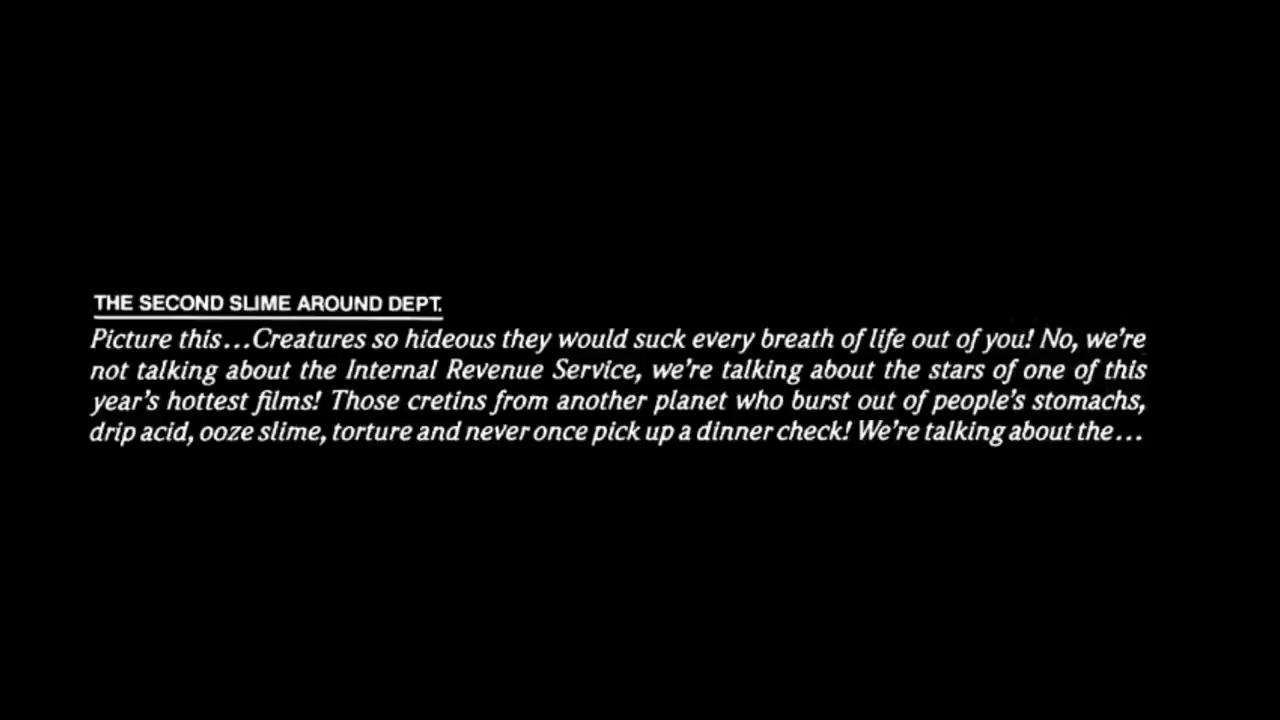 THE SECOND SLIME AROUND DEPT.
Picture this...Creatures so hideous they would suck every breath of life out of you! No, we're
not talking about the Internal Revenue Service, we're talking about the stars of one of this
year's hottest films! Those cretins from another planet who burst out of people's stomachs,
drip acid, ooze slime, torture and never once pick up a dinner check! We're talking about the...